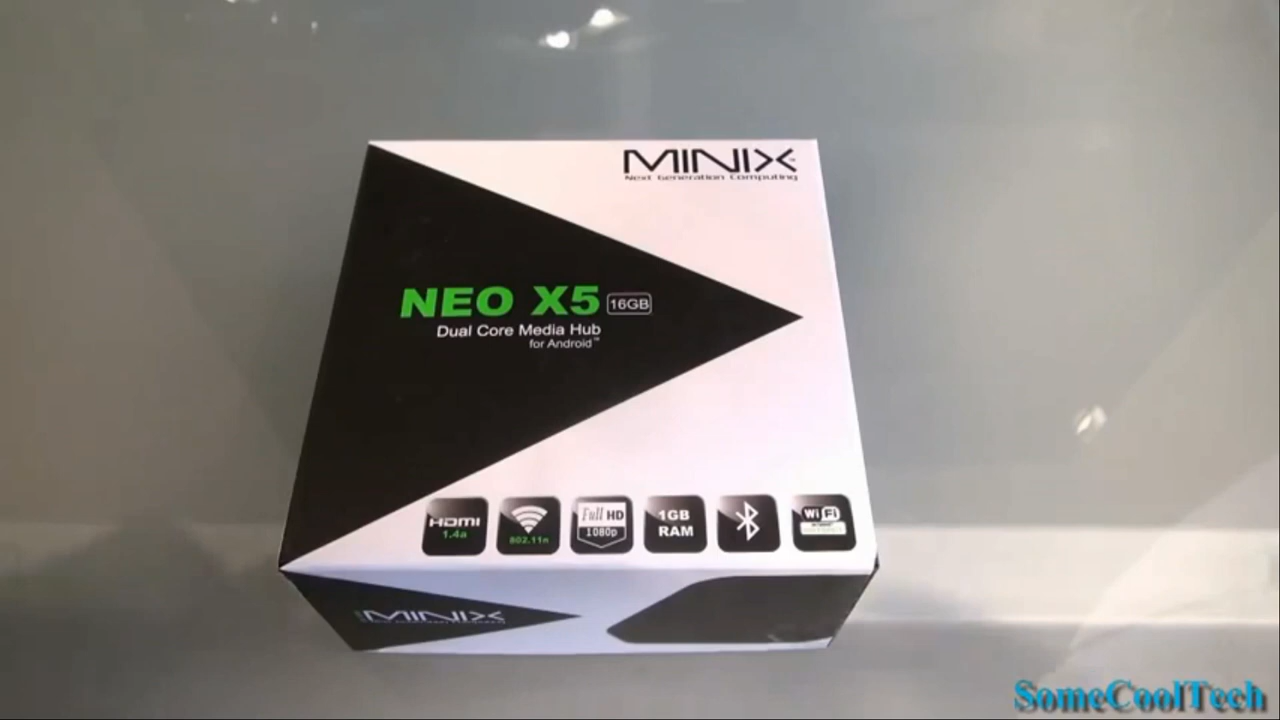 MINIX
Next Generation Computing
NEO X5 16GB
Dual Core Media Hub
for Android™
HDMI
1.4a
802.11n
Full HD
1080p
1GB
RAM
Wi Fi
MINIX
SomeCoolTech